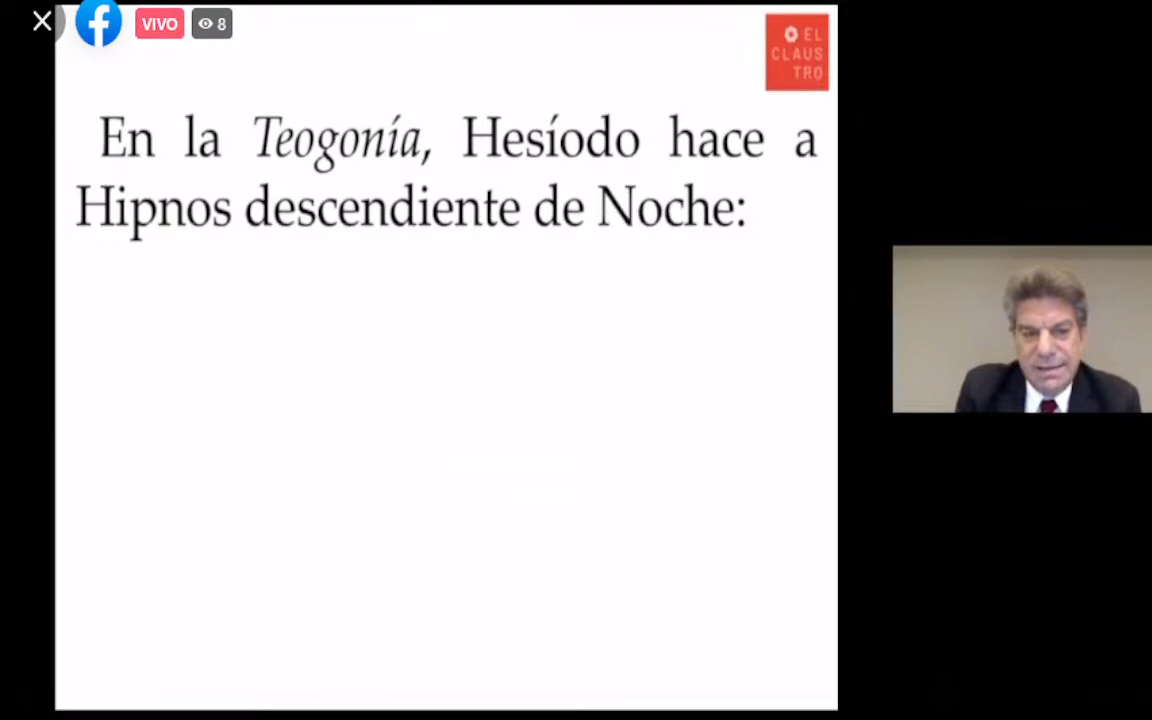 VIVO 8
EL
CLAUS
TRO
En la Teogonía, Hesíodo hace a
Hipnos descendiente de Noche: